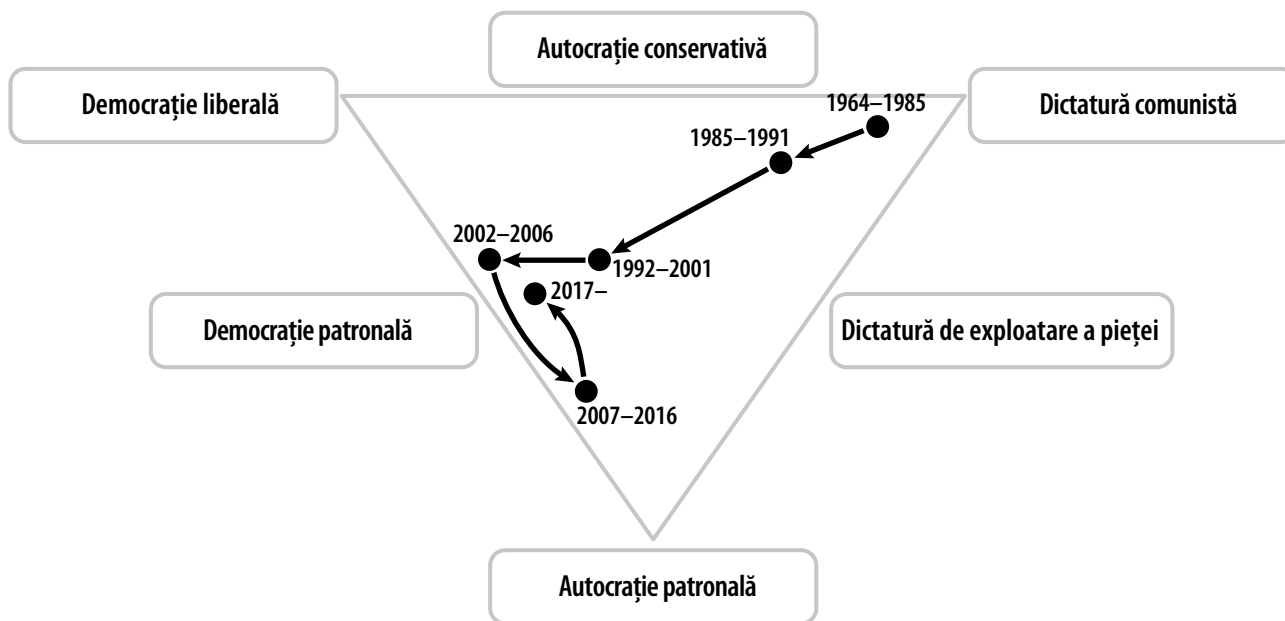 Autocrație conservativă
Democrație liberală
Dictatură comunistă
1964–1985
1985–1991
2002–2006
1992–2001
2017–
Democrație patronală
Dictatură de exploatare a pieței
2007–2016
Autocrație patronală